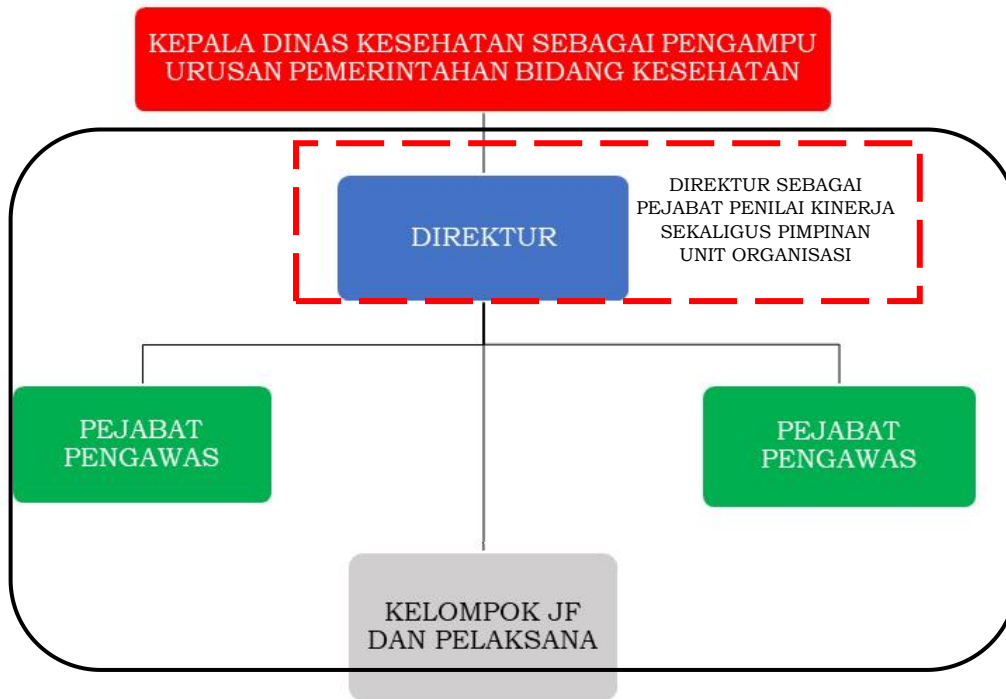 KEPALA DINAS KESEHATAN SEBAGAI PENGAMPU
URUSAN PEMERINTAHAN BIDANG KESEHATAN
DIREKTUR
DIREKTUR SEBAGAI
PEJABAT PENILAI KINERJA
SEKALIGUS PIMPINAN
UNIT ORGANISASI
PEJABAT
PENGAWAS
PEJABAT
PENGAWAS
KELOMPOK JF
DAN PELAKSANA